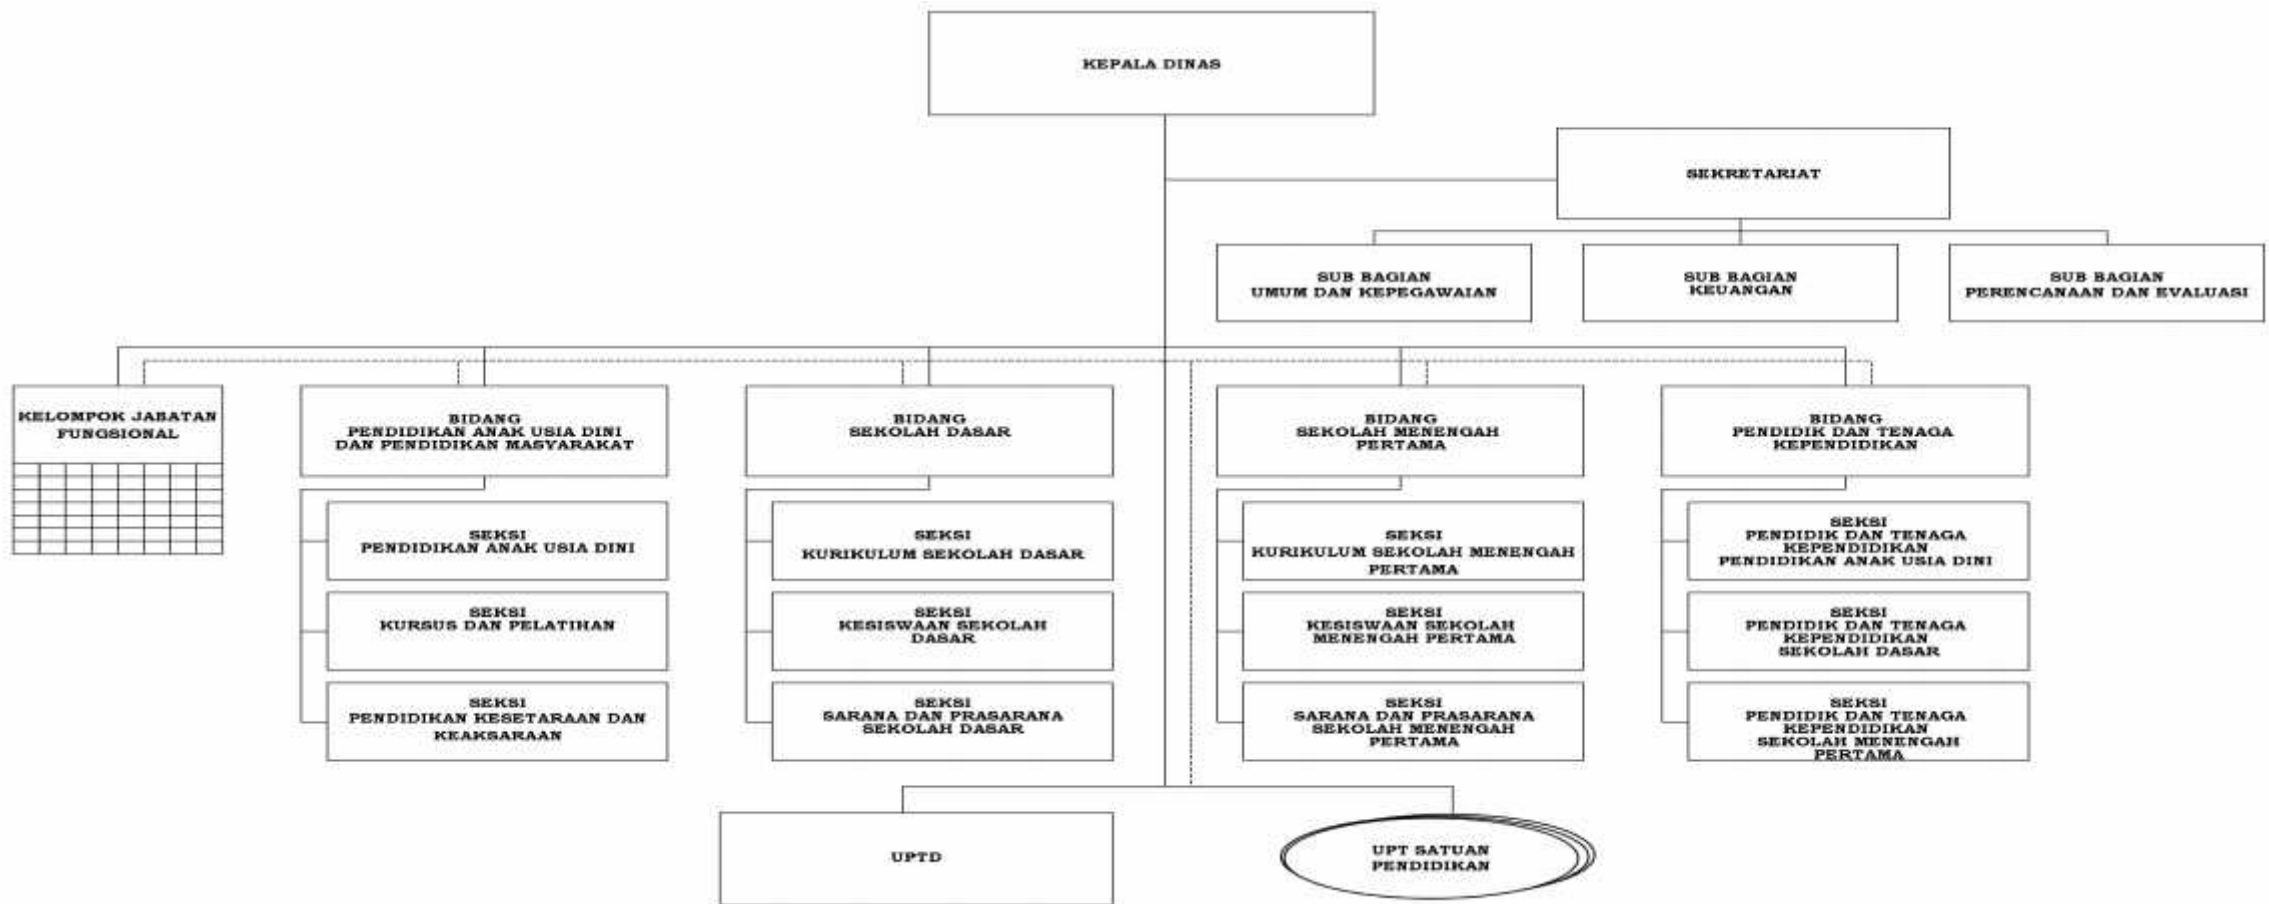 KEPALA DINAS
SEKRETARIAT
SUB BAGIAN
UMUM DAN KEPEGAWAIAN
SUB BAGIAN
KEUANGAN
SUB BAGIAN
PERENCANAAN DAN EVALUASI
KELOMPOK JABATAN
FUNGSIONAL
BIDANG
PENDIDIKAN ANAK USIA DINI
DAN PENDIDKAN MASYARAKAT
BIDANG
SEKOLAH DASAR
BIDANG
SEKOLAH MENENGAH
PERTAMA
BIDANG
PENDIDIK DAN TENAGA
KEPENDIDIKAN
SEKSI
PENDIDIKAN ANAK USIA DINI
SEKSI
KURSUS DAN PELATIHAN
SEKSI
PENDIDIKAN KESETARAAN DAN
KEAKSARAAN
SEKSI
KURIKULUM SEKOLAH DASAR
SEKSI
KESISWAAN SEKOLAH
DASAR
SEKSI
SARANA DAN PRASARANA
SEKOLAH DASAR
SEKSI
KURIKULUM SEKOLAH MENENGAH
PERTAMA
SEKSI
KESISWAAN SEKOLAH
MENENGAH PERTAMA
SEKSI
SARANA DAN PRASARANA
SEKOLAH MENENGAH
PERTAMA
SEKSI
PENDIDIK DAN TENAGA
KEPENDIDIKAN
PENDIDIKAN ANAK USIA DINI
SEKSI
PENDIDIK DAN TENAGA
KEPENDIDIKAN
SEKOLAH DASAR
SEKSI
PENDIDIK DAN TENAGA
KEPENDIDIKAN
SEKOLAH MENENGAH
PERTAMA
UPTD
UPT SATUAN
PENDIDIKAN